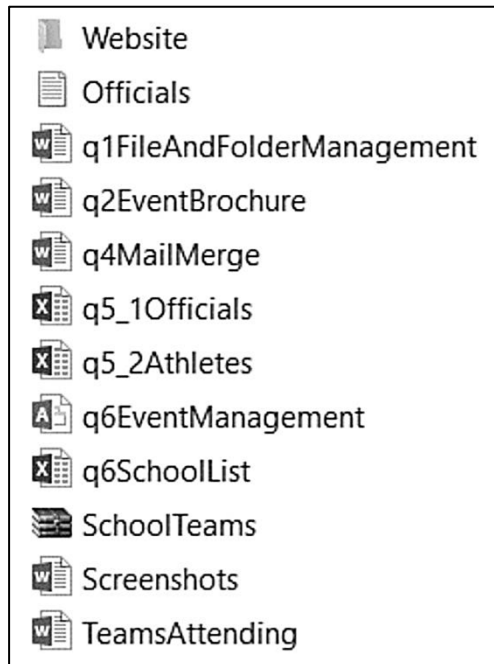 Website
Officials
q1FileAndFolderManagement
q2EventBrochure
q4MailMerge
q5_1Officials
q5_2Athletes
q6EventManagement
q6SchoolList
SchoolTeams
Screenshots
TeamsAttending